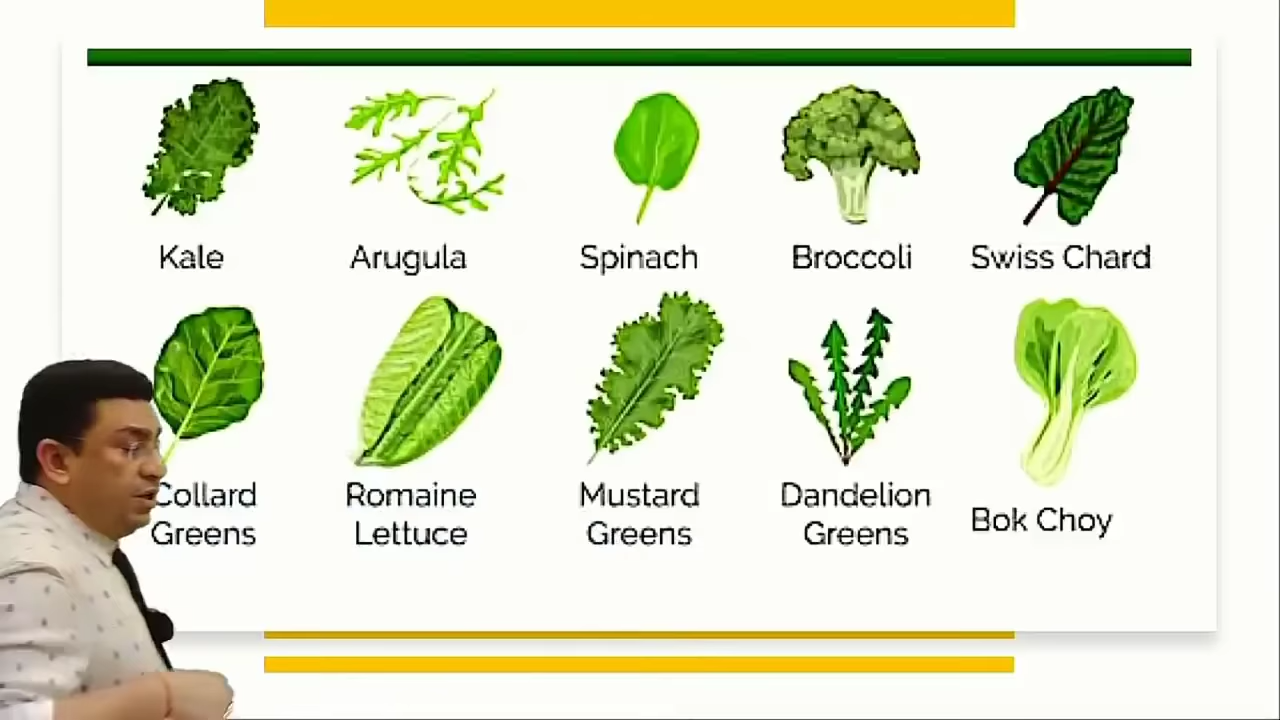 Kale
Arugula
Spinach
Broccoli
Swiss Chard
Collard
Greens
Romaine
Lettuce
Mustard
Greens
Dandelion
Greens
Bok Choy